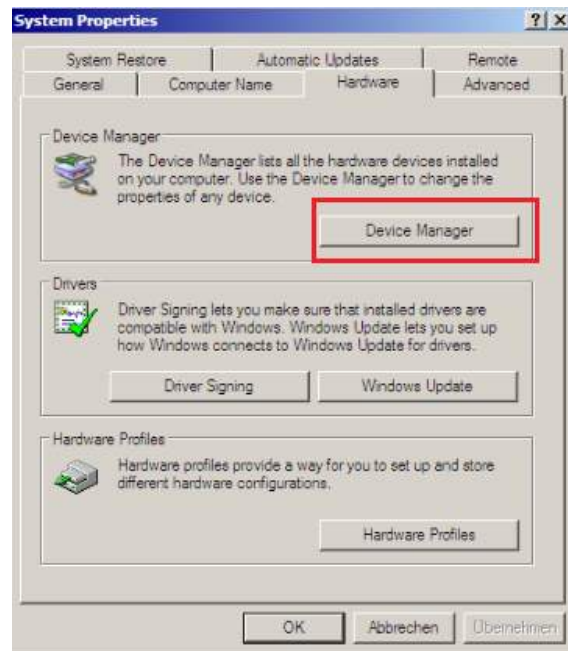 System Properties
System Restore Automatic Updates Remote
General Computer Name Hardware Advanced
Device Manager
The Device Manager lists all the hardware devices installed
on your computer. Use the Device Manager to change the
properties of any device.
Device Manager
Drivers
Driver Signing lets you make sure that installed drivers are
compatible with Windows. Windows Update lets you set up
how Windows connects to Windows Update for drivers.
Driver Signing Windows Update
Hardware Profiles
Hardware profiles provide a way for you to set up and store
different hardware configurations.
Hardware Profiles
OK Abbrechen Übernehmen